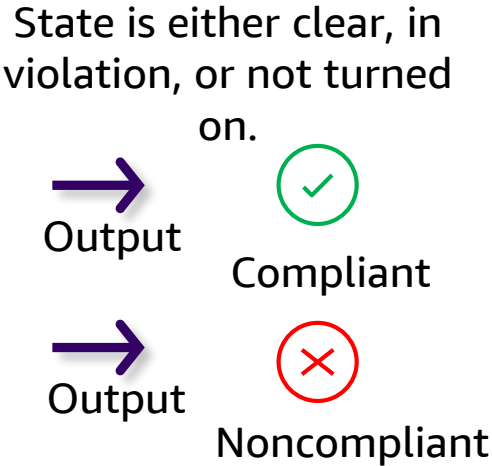 State is either clear, in
violation, or not turned
on.
Output
Compliant
Output
Noncompliant